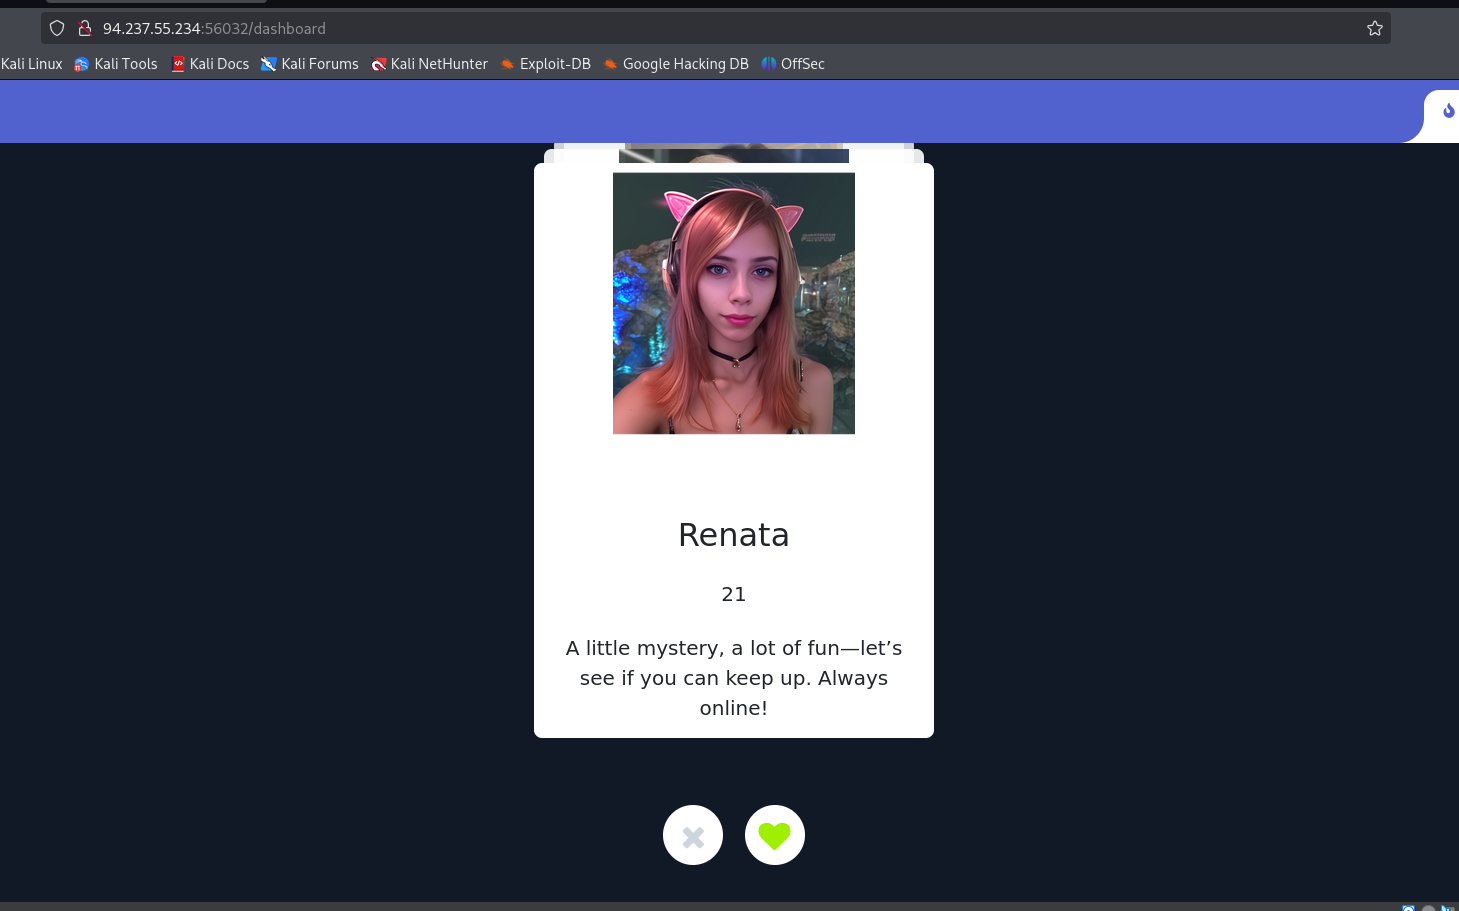 94.237.55.234:56032/dashboard
Kali Linux Kali Tools Kali Docs Kali Forums Kali NetHunter Exploit-DB Google Hacking DB OffSec
Renata
21
A little mystery, a lot of fun—let’s
see if you can keep up. Always
online!